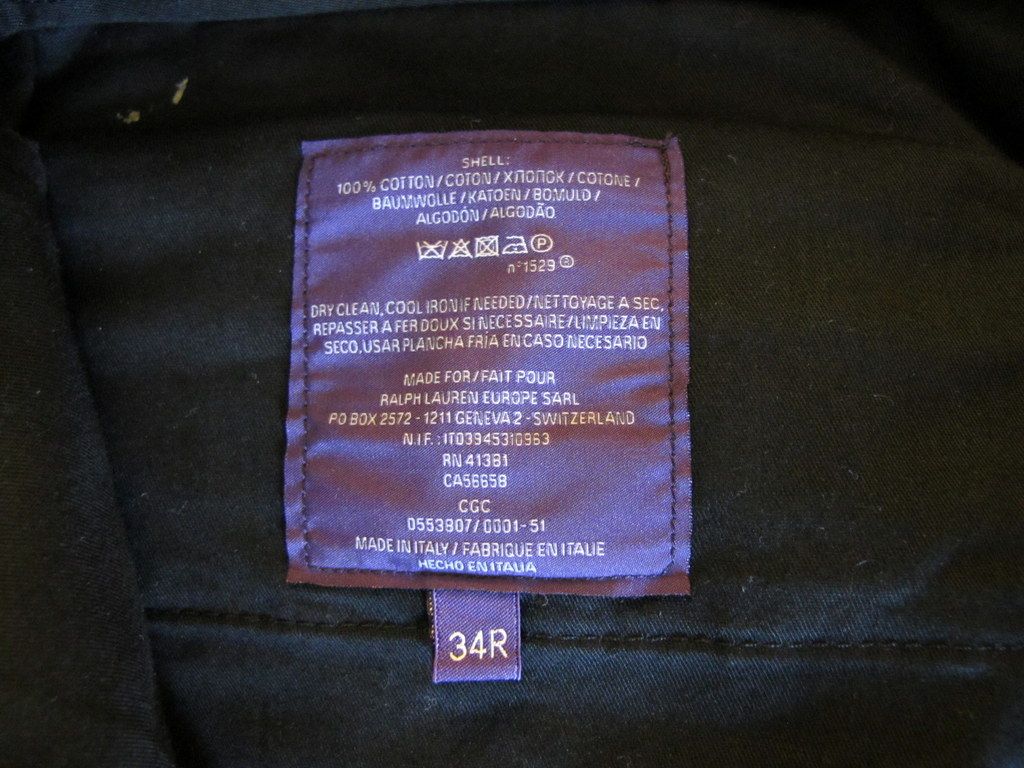 SHELL:
100% COTTON/COTON/ХЛОПОК/COTONE/
BAUMWOLLE/KATOEN/BOMULD/
ALGODÓN/ALGODÃO
P
n°1529 ®
DRY CLEAN, COOL IRON IF NEEDED/NETTOYAGE A SEC,
REPASSER A FER DOUX SI NECESSAIRE/LIMPIEZA EN
SECO, USAR PLANCHA FRÍA EN CASO NECESARIO
MADE FOR/FAIT POUR
RALPH LAUREN EUROPE SARL
PO BOX 2572 - 1211 GENEVA 2 - SWITZERLAND
N.I.F.: IT03945310963
RN 41381
CA56658
CGC
0553807/0001-51
MADE IN ITALY / FABRIQUE EN ITALIE
HECHO EN ITALIA
34R